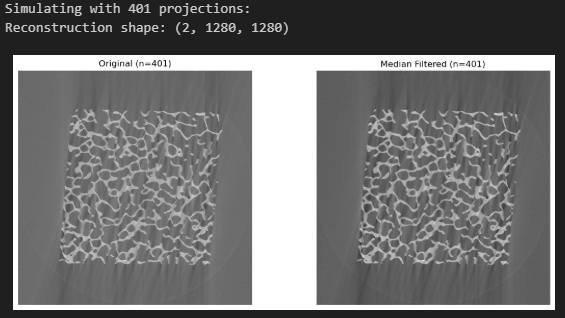 Simulating with 401 projections:
Reconstruction shape: (2, 1280, 1280)
Original (n=401)
Median Filtered (n=401)